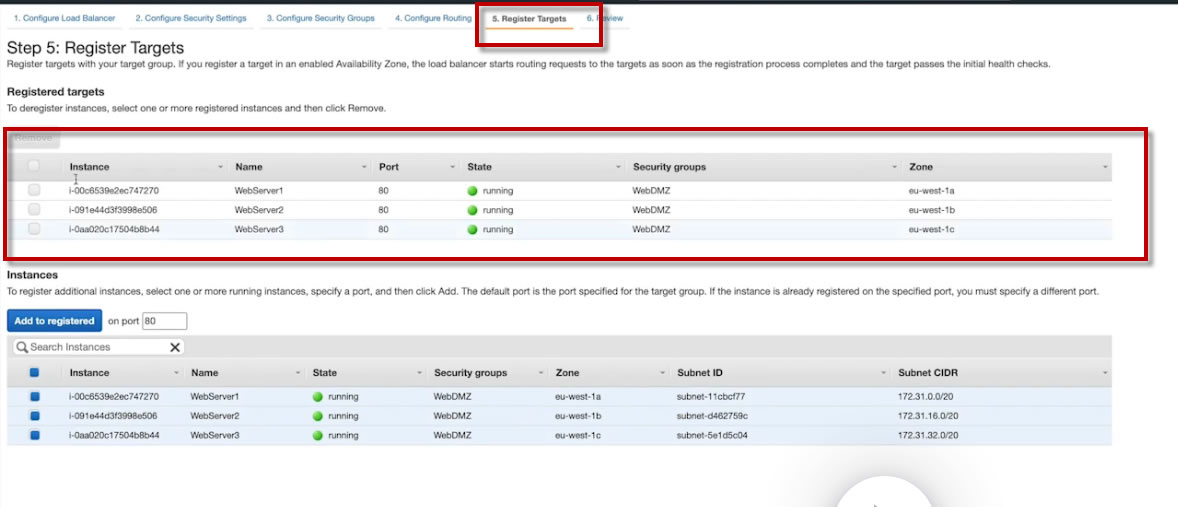 1. Configure Load Balancer 2. Configure Security Settings 3. Configure Security Groups 4. Configure Routing 5. Register Targets 6. Review
Step 5: Register Targets
Register targets with your target group. If you register a target in an enabled Availability Zone, the load balancer starts routing requests to the targets as soon as the registration process completes and the target passes the initial health checks.
Registered targets
To deregister instances, select one or more registered instances and then click Remove.
Remove
Instance Name Port State Security groups Zone
i-00c6539e2ec747270 WebServer1 80 running WebDMZ eu-west-1a
i-091e44d3f3998e506 WebServer2 80 running WebDMZ eu-west-1b
i-0aa020c17504b8b44 WebServer3 80 running WebDMZ eu-west-1c
Instances
To register additional instances, select one or more running instances, specify a port, and then click Add. The default port is the port specified for the target group. If the instance is already registered on the specified port, you must specify a different port.
Add to registered on port 80
Search Instances
Instance Name State Security groups Zone Subnet ID Subnet CIDR
i-00c6539e2ec747270 WebServer1 running WebDMZ eu-west-1a subnet-11cbcf77 172.31.0.0/20
i-091e44d3f3998e506 WebServer2 running WebDMZ eu-west-1b subnet-d462759c 172.31.16.0/20
i-0aa020c17504b8b44 WebServer3 running WebDMZ eu-west-1c subnet-5e1d5c04 172.31.32.0/20